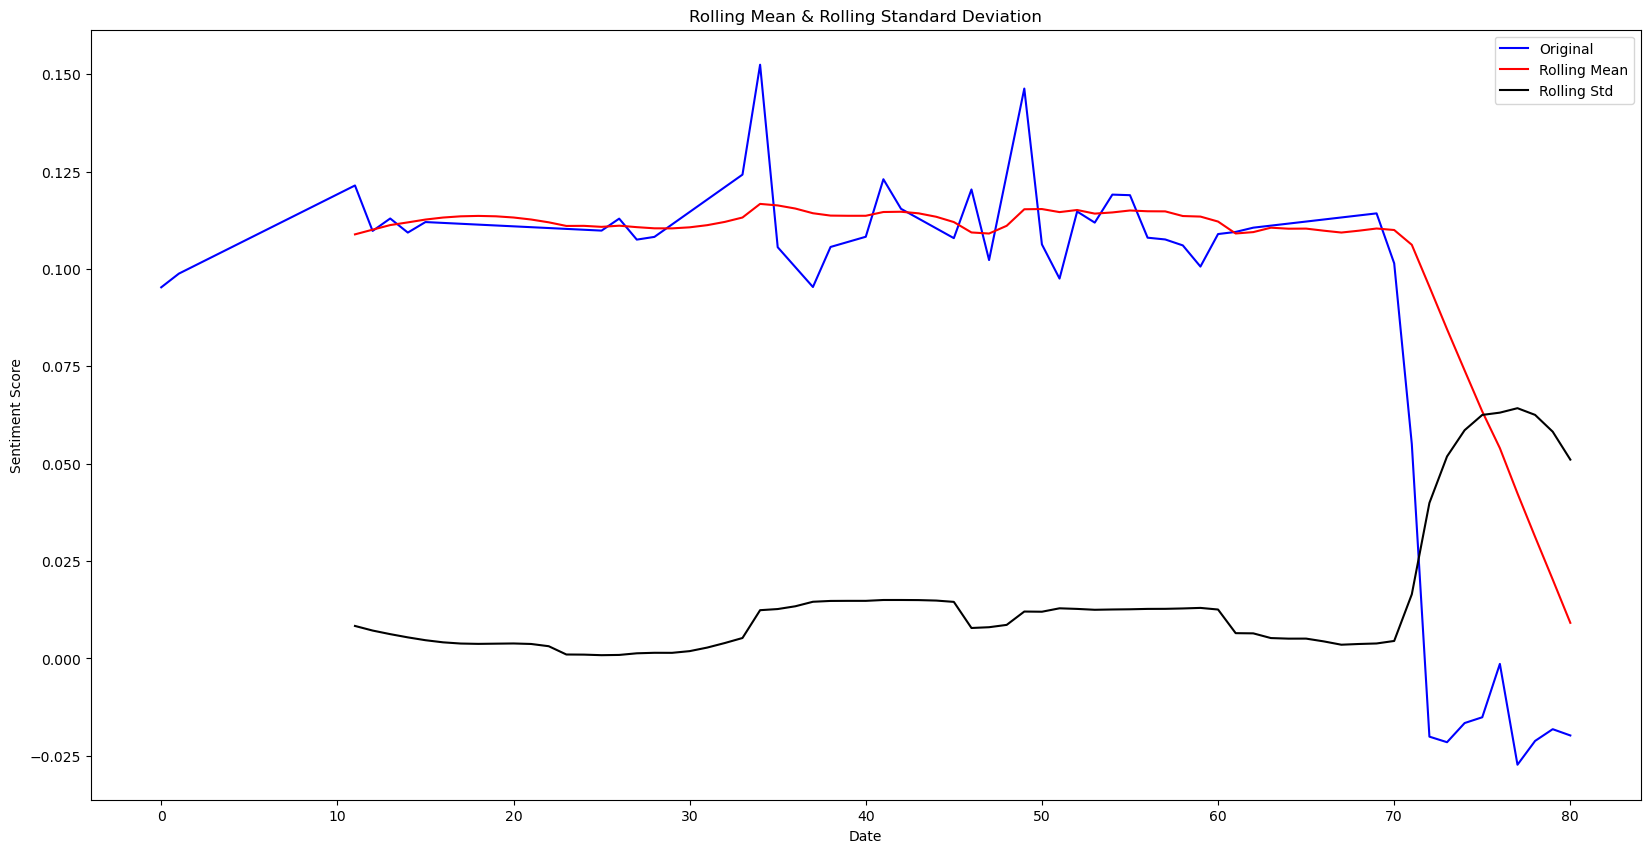 Rolling Mean & Rolling Standard Deviation
Original
Rolling Mean
Rolling Std
Sentiment Score
0.150
0.125
0.100
0.075
0.050
0.025
0.000
−0.025
0 10 20 30 40 50 60 70 80
Date